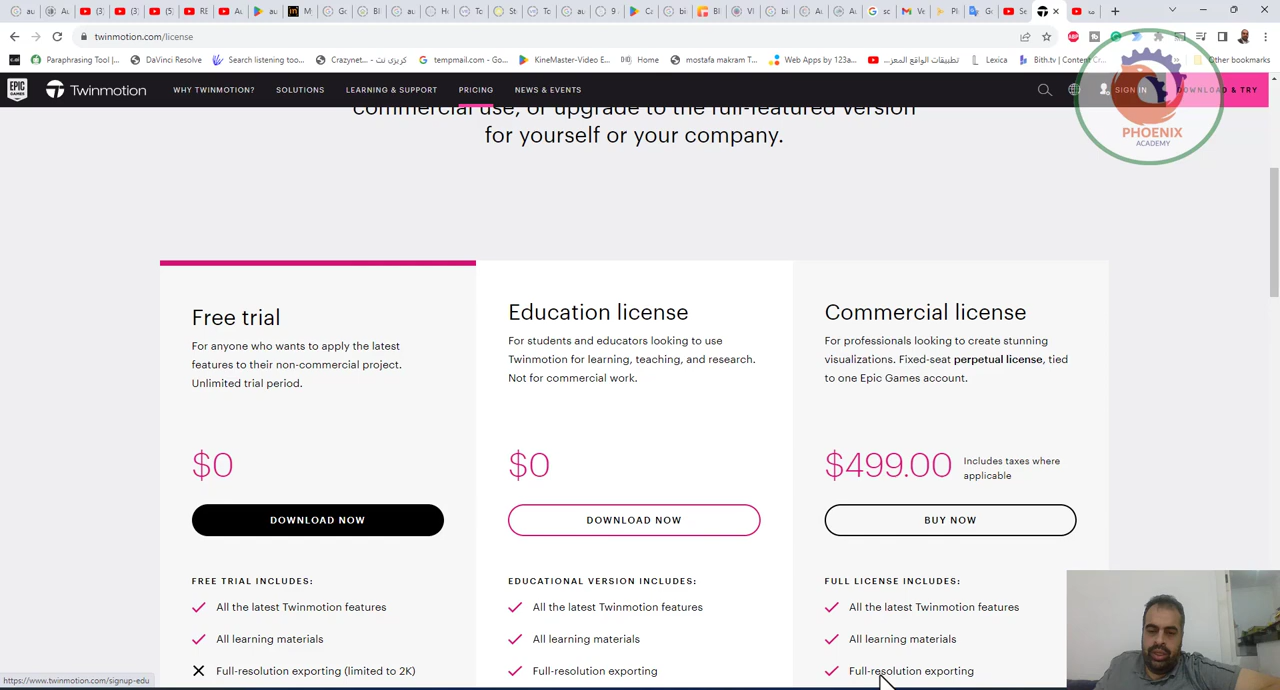 twinmotion.com/license
Paraphrasing Tool |...
DaVinci Resolve
Search listening too...
Crazynet.... - كريزى نت
tempmail.com - Go...
KineMaster-Video E...
Home
mostafa makram T...
Web Apps by 123a...
تطبيقات الواقع المعز...
Lexica
Bith.tv | Content Cr...
Other bookmarks
EPIC
GAMES
Twinmotion
WHY TWINMOTION?
SOLUTIONS
LEARNING & SUPPORT
PRICING
NEWS & EVENTS
SIGN IN
DOWNLOAD & TRY
PHOENIX
ACADEMY
commercial use, or upgrade to the full-featured version
for yourself or your company.
Free trial
For anyone who wants to apply the latest
features to their non-commercial project.
Unlimited trial period.
$0
DOWNLOAD NOW
FREE TRIAL INCLUDES:
All the latest Twinmotion features
All learning materials
Full-resolution exporting (limited to 2K)
Education license
For students and educators looking to use
Twinmotion for learning, teaching, and research.
Not for commercial work.
$0
DOWNLOAD NOW
EDUCATIONAL VERSION INCLUDES:
All the latest Twinmotion features
All learning materials
Full-resolution exporting
Commercial license
For professionals looking to create stunning
visualizations. Fixed-seat perpetual license, tied
to one Epic Games account.
$499.00
Includes taxes where
applicable
BUY NOW
FULL LICENSE INCLUDES:
All the latest Twinmotion features
All learning materials
Full-resolution exporting
https://www.twinmotion.com/signup-edu